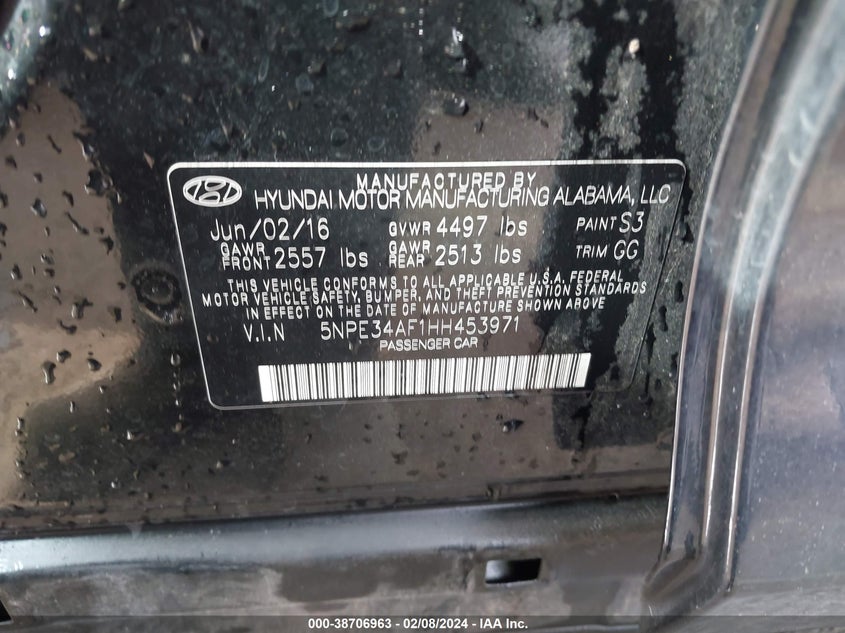 MANUFACTURED BY
HYUNDAI MOTOR MANUFACTURING ALABAMA, LLC
Jun/02/16 GVWR 4497 lbs PAINT S3
GAWR FRONT 2557 lbs GAWR REAR 2513 lbs TRIM GG
THIS VEHICLE CONFORMS TO ALL APPLICABLE U.S.A. FEDERAL
MOTOR VEHICLE SAFETY, BUMPER, AND THEFT PREVENTION STANDARDS
IN EFFECT ON THE DATE OF MANUFACTURE SHOWN ABOVE
V.I.N 5NPE34AF1HH453971
PASSENGER CAR
000-38706963 - 02/08/2024 - © IAA Inc.